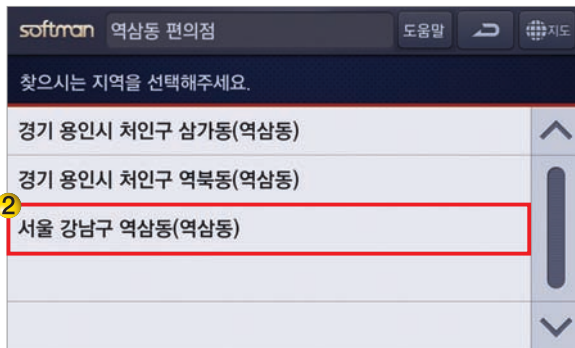 softman 역삼동 편의점 도움말 지도
찾으시는 지역을 선택해주세요.
경기 용인시 처인구 삼가동(역삼동)
경기 용인시 처인구 역북동(역삼동)
2
서울 강남구 역삼동(역삼동)